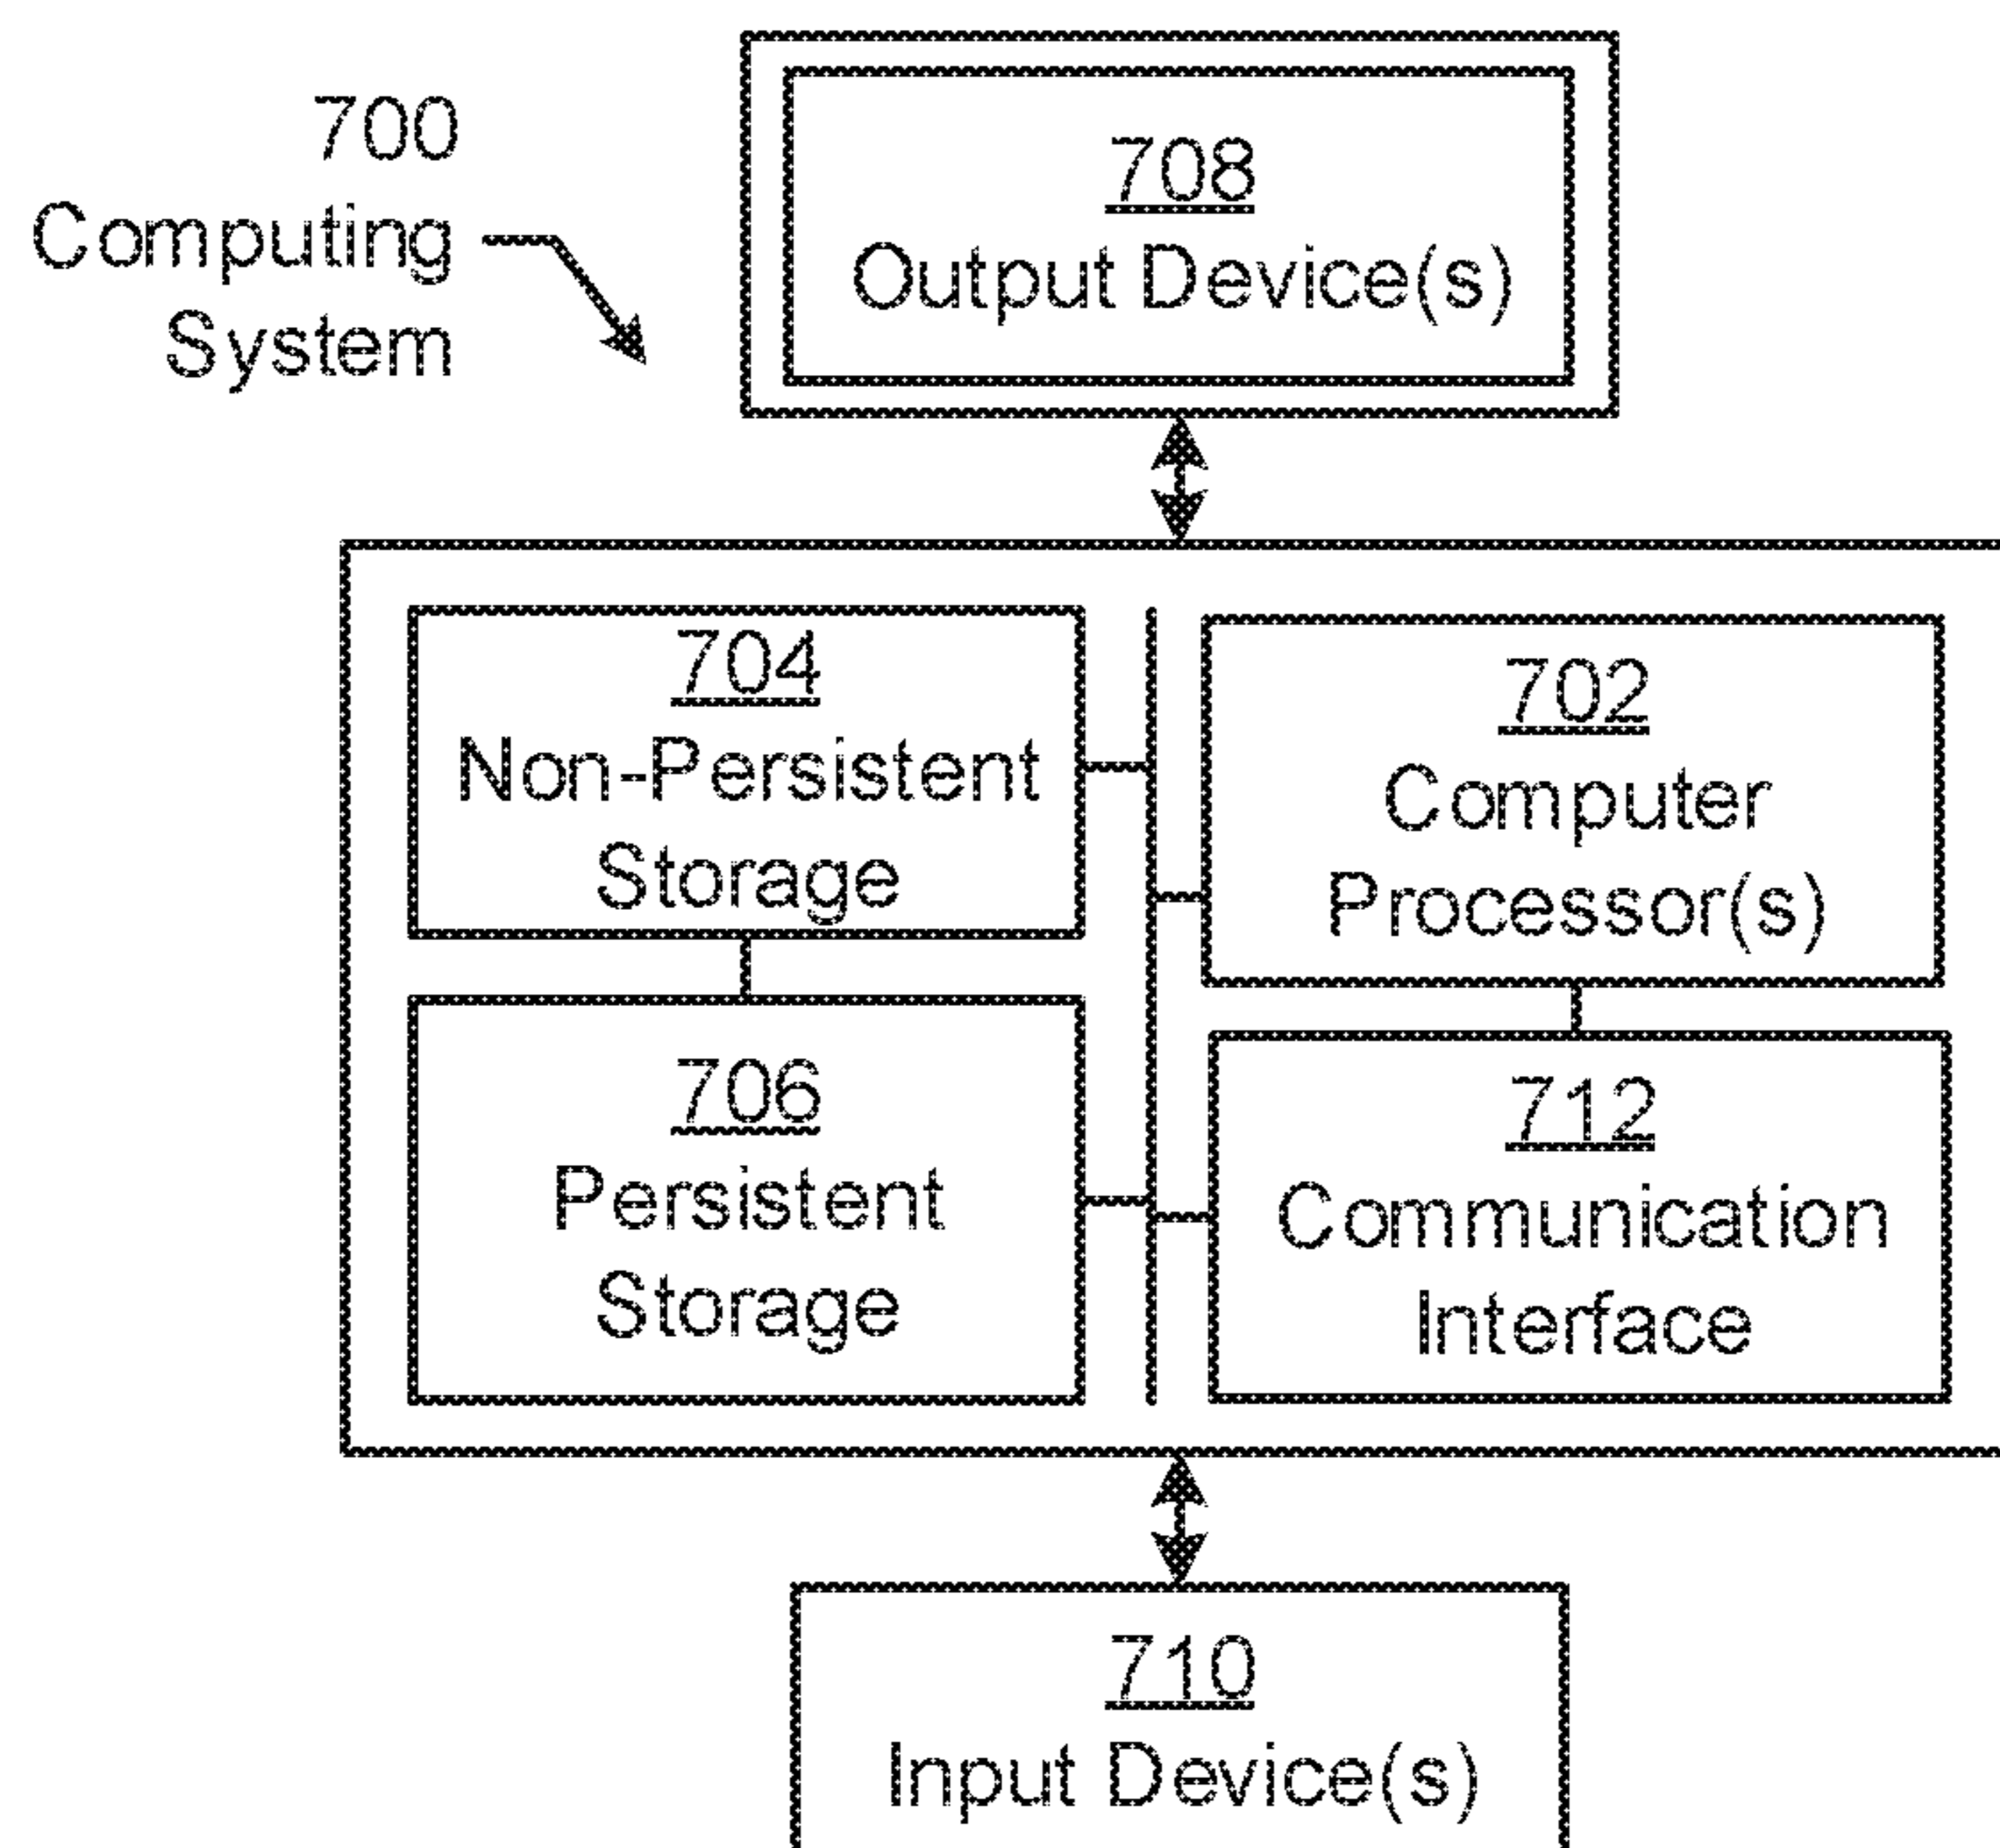 700
Computing
System
708
Output Device(s)
704
Non-Persistent
Storage
702
Computer
Processor(s)
706
Persistent
Storage
712
Communication
Interface
710
Input Device(s)